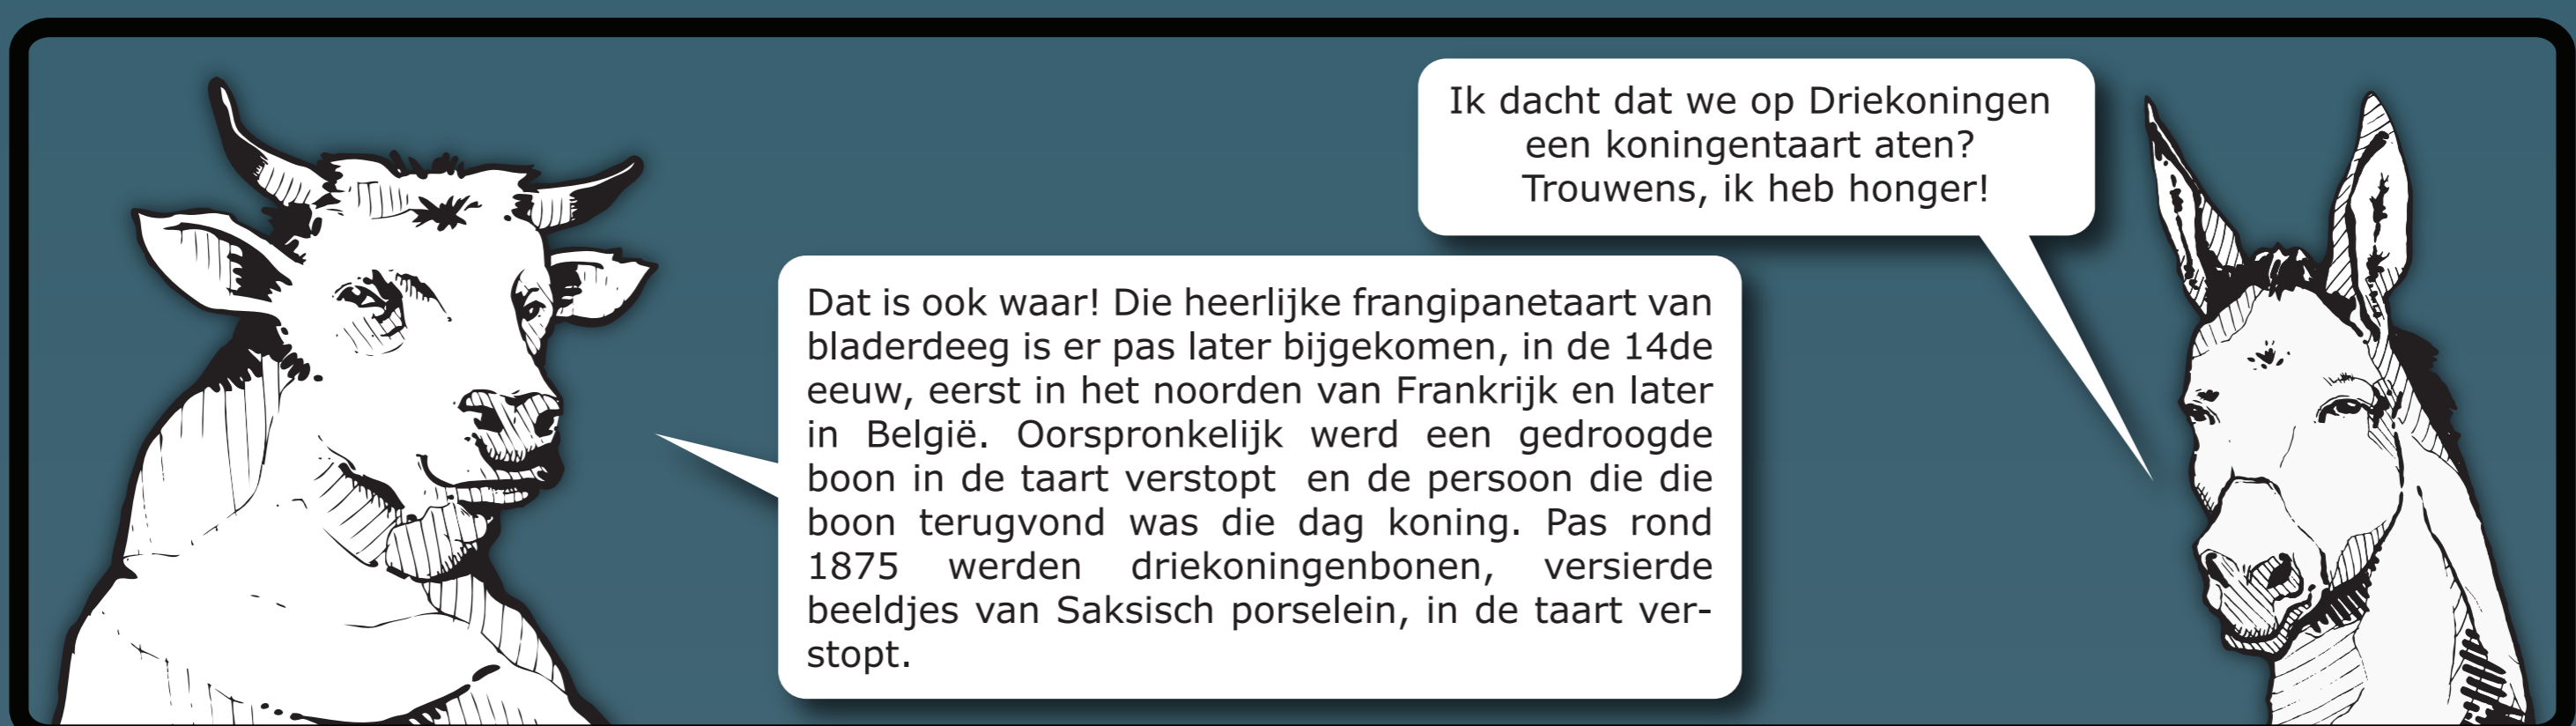 Ik dacht dat we op Driekoningen
een koningentaart aten?
Trouwens, ik heb honger!
Dat is ook waar! Die heerlijke frangipanetaart van
bladerdeeg is er pas later bijgekomen, in de 14de
eeuw, eerst in het noorden van Frankrijk en later
in België. Oorspronkelijk werd een gedroogde
boon in de taart verstopt  en de persoon die die
boon terugvond was die dag koning. Pas rond
1875 werden driekoningenbonen, versierde
beeldjes van Saksisch porselein, in de taart ver-
stopt.